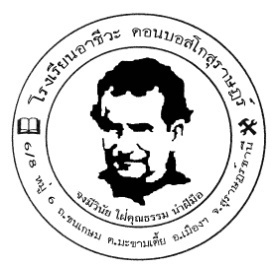 โรงเรียนอาชีวะ ดอนบอสโกสุราษฎร์
จงมีวินัย ใฝ่คุณธรรม นำฝีมือ
6/8 หมู่ 6 ถ.ชนเกษม ต.มะขามเตี้ย อ.เมืองฯ จ.สุราษฎร์ธานี